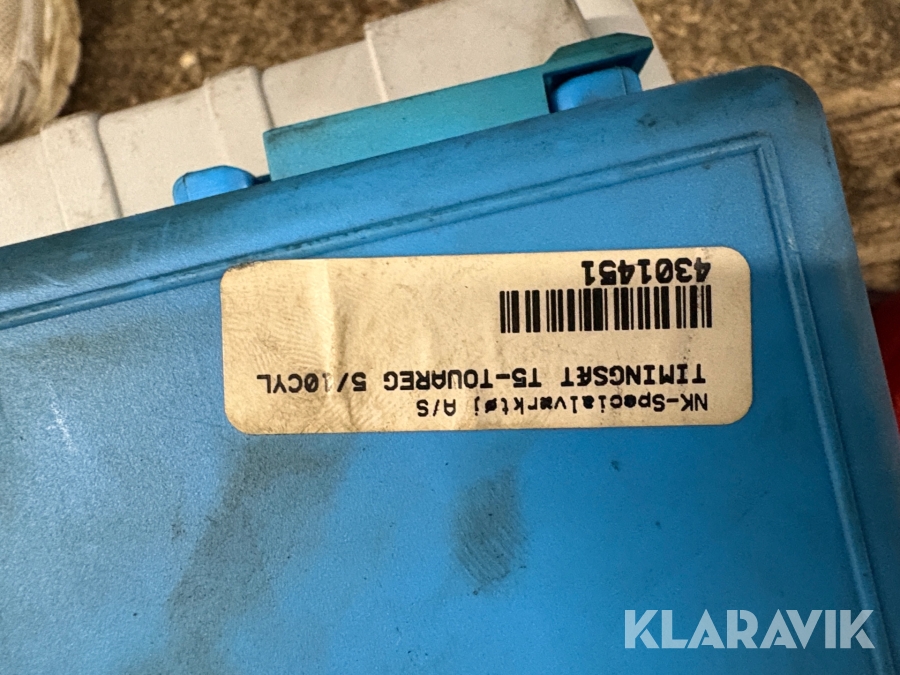 NK-Specialværktøj A/S
TIMINGSÆT T5-TOUAREG 5/10CYL
4301451
KLARAVIK